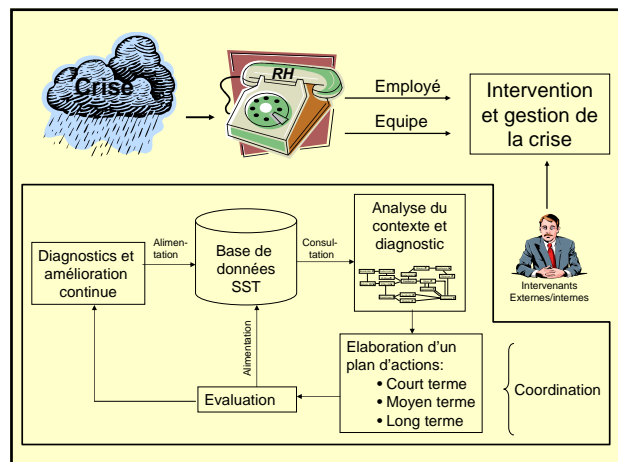 Crise
RH
Employé
Equipe
Intervention
et gestion de
la crise
Intervenants
Externes/internes
Diagnostics et
amélioration
continue
Alimen-
tation
Base de
données
SST
Consul-
tation
Analyse du
contexte et
diagnostic
Alimentation
Evaluation
Elaboration d'un
plan d'actions:
• Court terme
• Moyen terme
• Long terme
Coordination